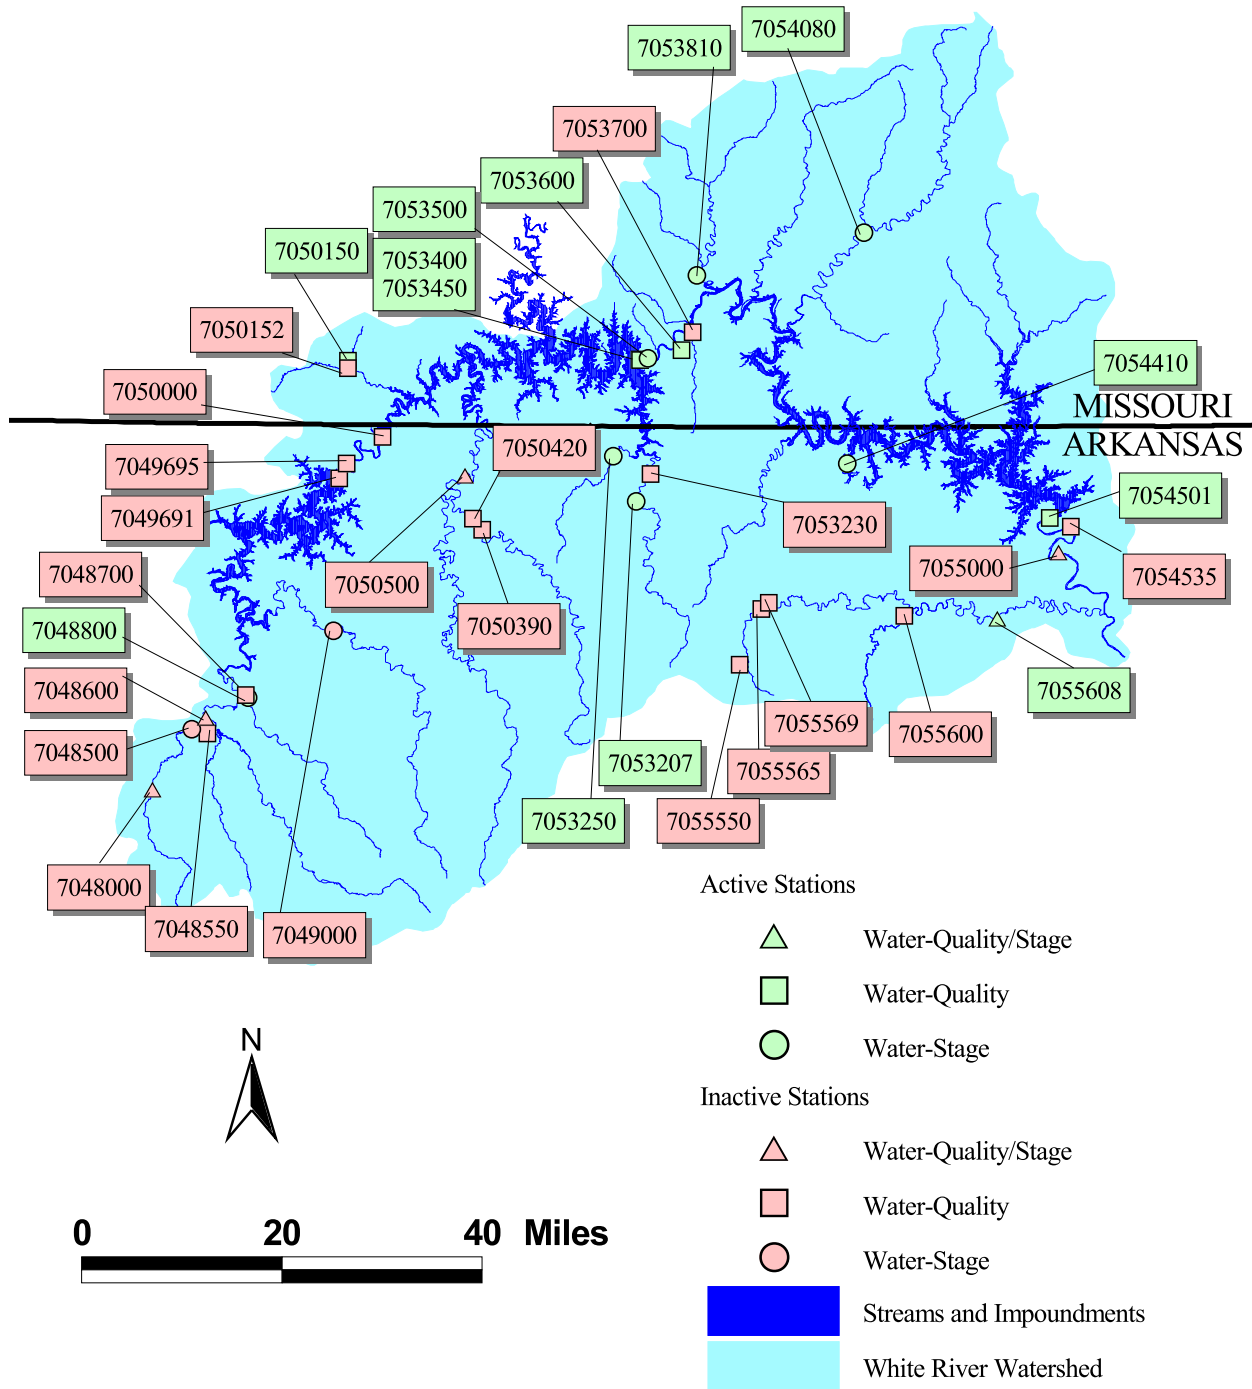 7054080
7053810
7053700
7053600
7053500
7050150
7053400
7053450
7050152
7054410
7050000
MISSOURI
ARKANSAS
7050420
7049695
7054501
7049691
7053230
7055000
7054535
7048700
7050500
7050390
7048800
7048600
7055608
7048500
7055569
7055600
7053207
7055565
7053250
7055550
7048000
7048550
7049000
Active Stations
Water-Quality/Stage
Water-Quality
Water-Stage
Inactive Stations
Water-Quality/Stage
Water-Quality
Water-Stage
Streams and Impoundments
White River Watershed
N
0 20 40 Miles